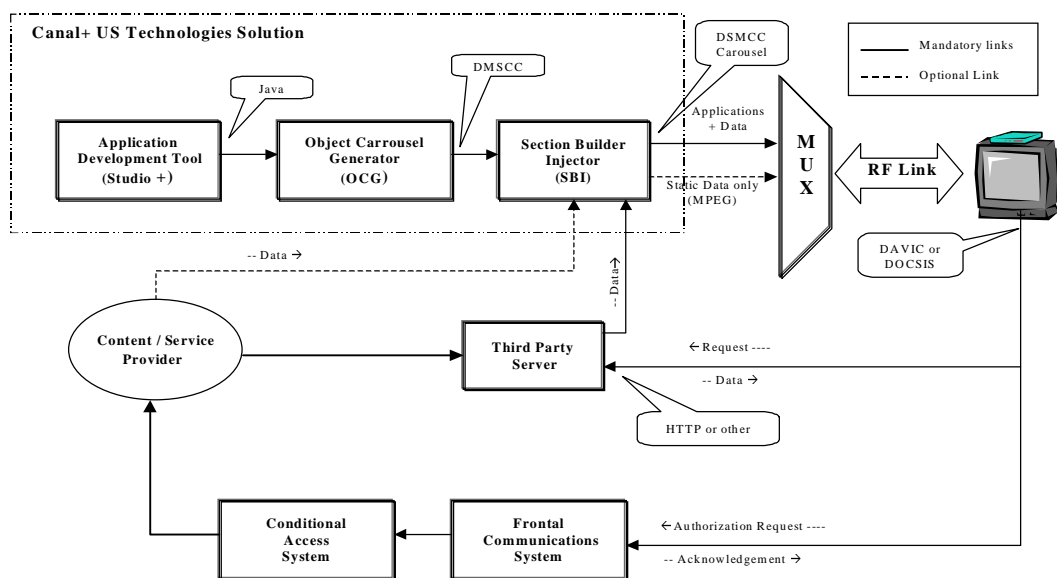 Canal+ US Technologies Solution
DSMCC
Carousel
Mandatory links
Optional Link
DMSCC
Java
Application
Development Tool
(Studio +)
Object Carrousel
Generator
(OCG)
Section Builder
Injector
(SBI)
Applications
+ Data
Static Data only
(MPEG)
M
U
X
RF Link
DAVIC or
DOCSIS
-- Data →
-- Data→
Content / Service
Provider
Third Party
Server
← Request ----
-- Data →
HTTP or other
Conditional
Access
System
Frontal
Communications
System
← Authorization Request ----
-- Acknowledgement →